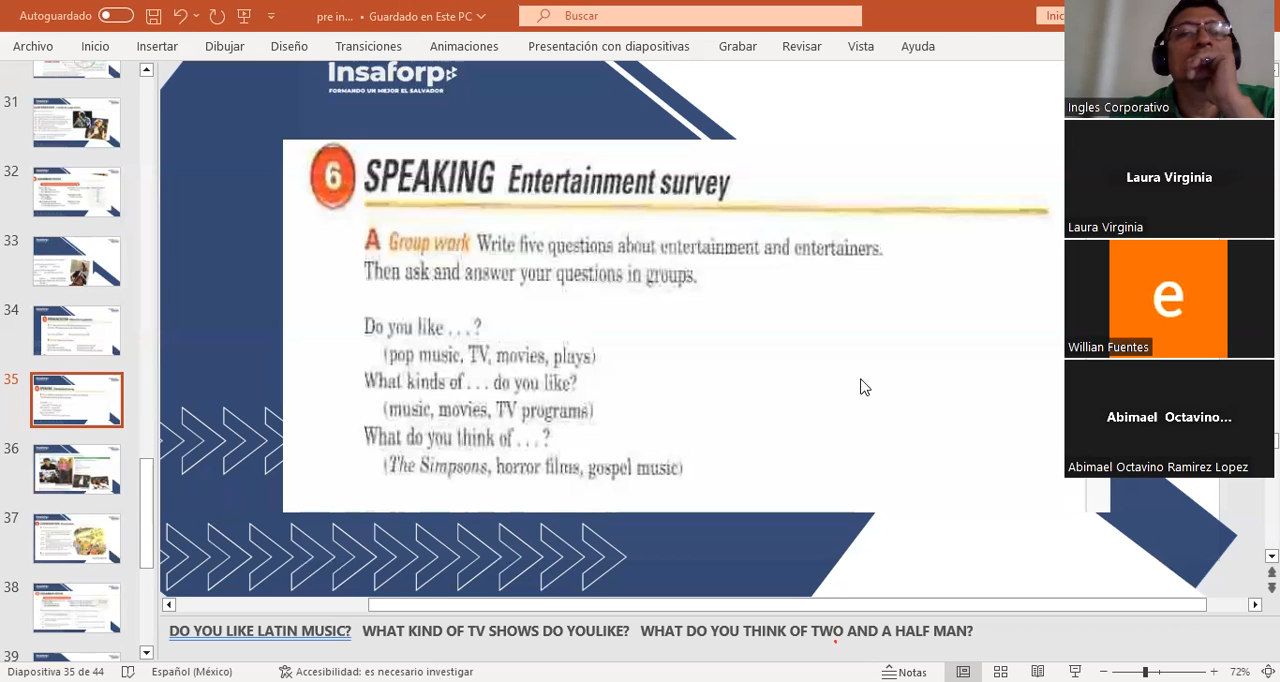 Autoguardado
pre in... • Guardado en Este PC
Buscar
Inic
Archivo Inicio Insertar Dibujar Diseño Transiciones Animaciones Presentación con diapositivas Grabar Revisar Vista Ayuda
31
32
33
34
35
36
37
38
39
Insaforp
FORMANDO UN MEJOR EL SALVADOR
6 SPEAKING Entertainment survey
A Group work Write five questions about entertainment and entertainers.
Then ask and answer your questions in groups.
Do you like . . . ?
(pop music, TV, movies, plays)
What kinds of . . . do you like?
(music, movies, TV programs)
What do you think of . . . ?
(The Simpsons, horror films, gospel music)
Ingles Corporativo
Laura Virginia
Laura Virginia
e
Willian Fuentes
Abimael Octavino...
Abimael Octavino Ramirez Lopez
DO YOU LIKE LATIN MUSIC? WHAT KIND OF TV SHOWS DO YOULIKE? WHAT DO YOU THINK OF TWO AND A HALF MAN?
Diapositiva 35 de 44 Español (México) Accesibilidad: es necesario investigar Notas 72%